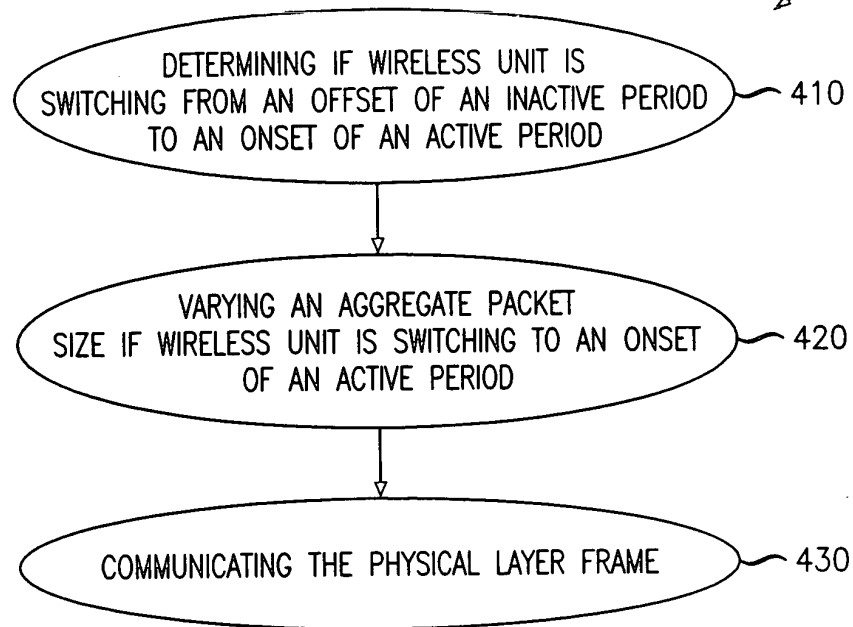 DETERMINING IF WIRELESS UNIT IS
SWITCHING FROM AN OFFSET OF AN INACTIVE PERIOD
TO AN ONSET OF AN ACTIVE PERIOD
410
VARYING AN AGGREGATE PACKET
SIZE IF WIRELESS UNIT IS SWITCHING TO AN ONSET
OF AN ACTIVE PERIOD
420
COMMUNICATING THE PHYSICAL LAYER FRAME
430